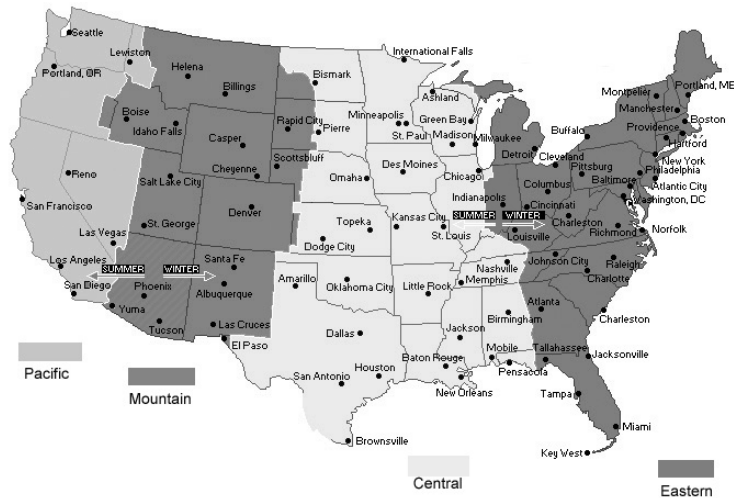 Seattle
Lewiston
Portland, OR
Helena
Billings
Bismark
International Falls
Ashland
Montpelier
Portland, ME
Boise
Idaho Falls
Rapid City
Pierre
Minneapolis
St. Paul
Green Bay
Madison
Milwaukee
Manchester
Boston
Buffalo
Providence
Hartford
Casper
Cheyenne
Scottsbluff
Detroit
Cleveland
New York
Reno
Salt Lake City
Omaha
Des Moines
Chicago
Pittsburg
Philadelphia
Baltimore
Atlantic City
San Francisco
St. George
Denver
Topeka
Kansas City
St. Louis
Indianapolis
Columbus
Cincinnati
Washington, DC
SUMMER WINTER
Charleston
Louisville
Richmond
Norfolk
Las Vegas
Dodge City
Los Angeles
SUMMER WINTER
Santa Fe
Amarillo
Oklahoma City
Little Rock
Nashville
Memphis
Johnson City
Raleigh
Charlotte
San Diego
Phoenix
Albuquerque
Yuma
Tucson
Las Cruces
El Paso
Dallas
Jackson
Birmingham
Atlanta
Charleston
Houston
San Antonio
Baton Rouge
New Orleans
Mobile
Pensacola
Tallahassee
Jacksonville
Tampa
Miami
Key West
Brownsville
Pacific
Mountain
Central
Eastern